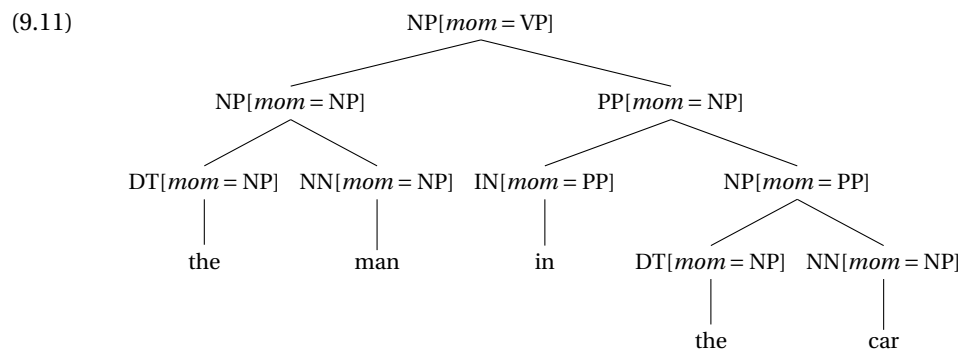 (9.11) NP[mom = VP]
NP[mom = NP] PP[mom = NP]
DT[mom = NP] NN[mom = NP] IN[mom = PP] NP[mom = PP]
the man in DT[mom = NP] NN[mom = NP]
the car